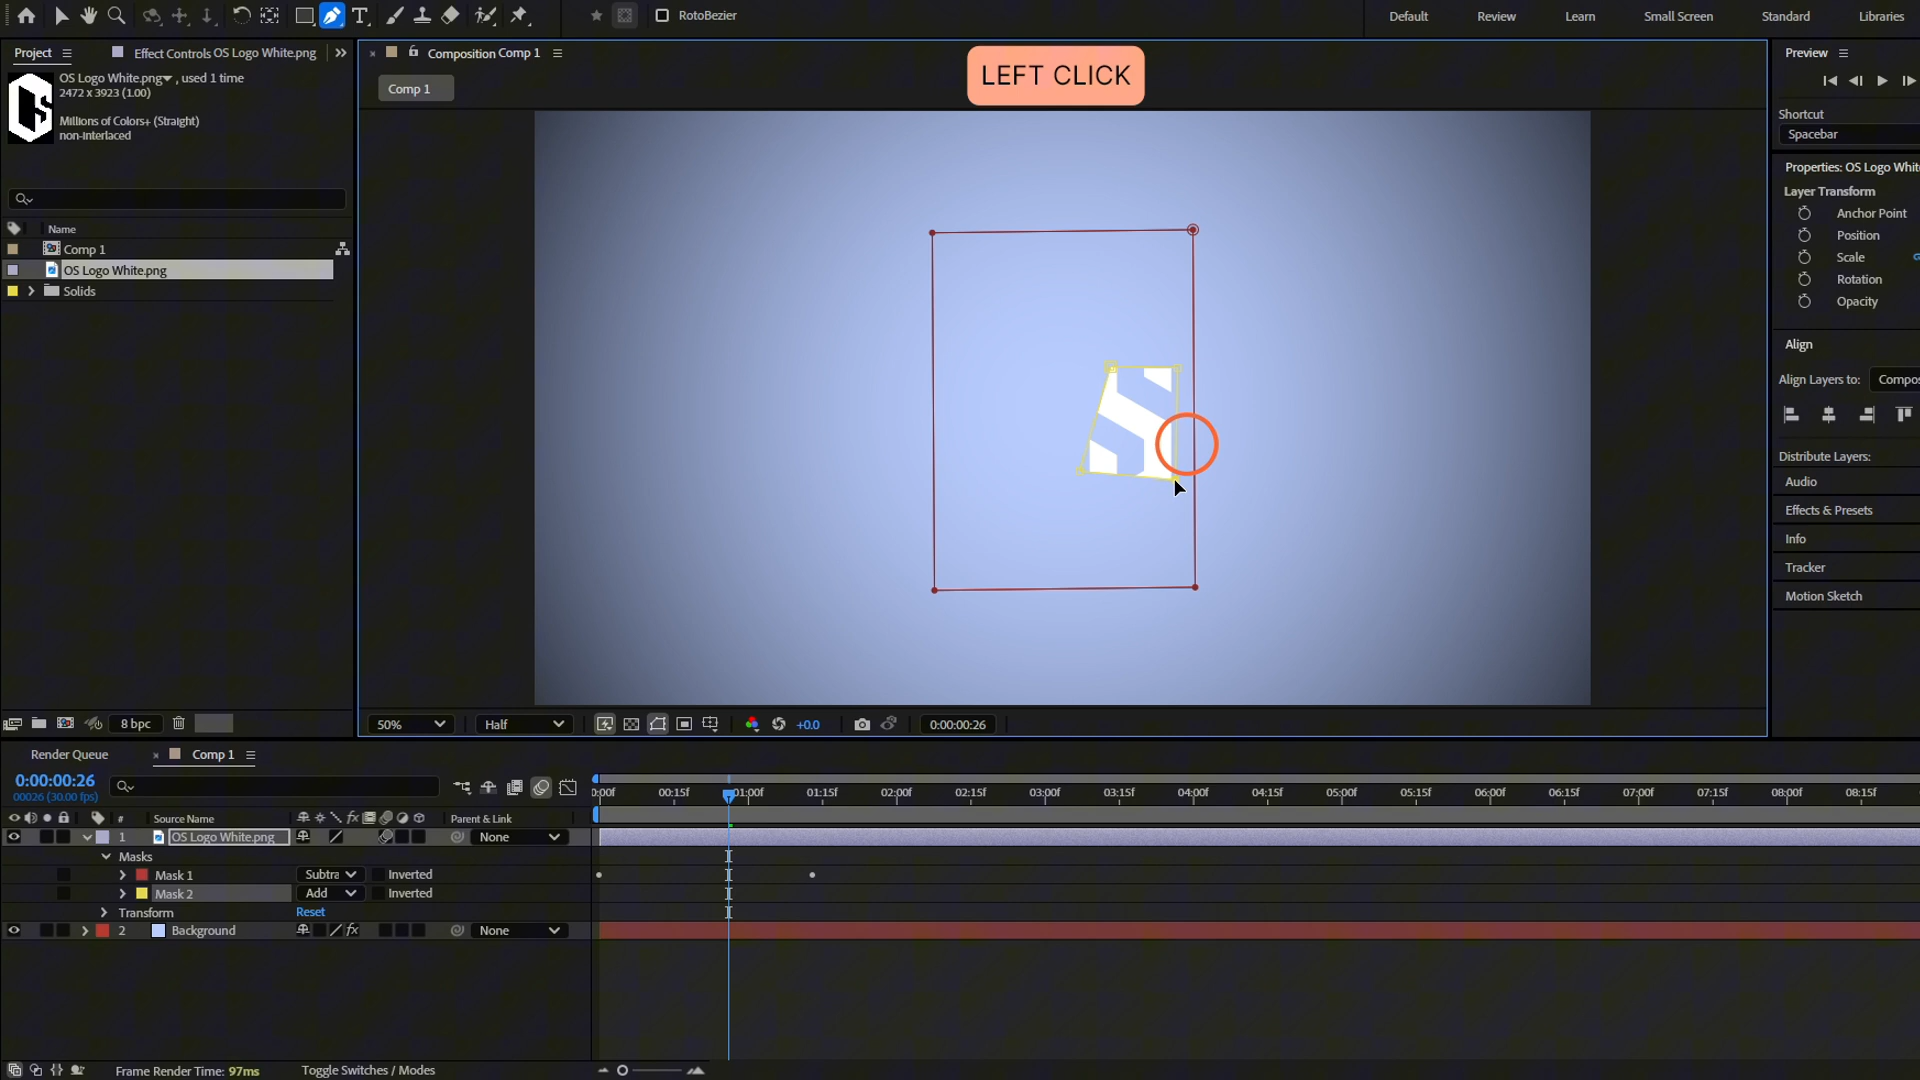 RotoBezier
Default
Review
Learn
Small Screen
Standard
Libraries
Project
Effect Controls OS Logo White.png
Composition Comp 1
LEFT CLICK
Preview
OS Logo White.png , used 1 time
2472 x 3923 (1.00)
Millions of Colors+ (Straight)
non-interlaced
Comp 1
Shortcut
Spacebar
Properties: OS Logo Whit
Layer Transform
Anchor Point
Position
Scale
Rotation
Opacity
Name
Comp 1
OS Logo White.png
Solids
Align
Align Layers to:
Compos
Distribute Layers:
Audio
Effects & Presets
Info
Tracker
Motion Sketch
8 bpc
50%
Half
+0.0
0:00:00:26
Render Queue
Comp 1
0:00:00:26
00026 (30.00 fps)
0:00f
00:15f
01:00f
01:15f
02:00f
02:15f
03:00f
03:15f
04:00f
04:15f
05:00f
05:15f
06:00f
06:15f
07:00f
07:15f
08:00f
08:15f
#
Source Name
fx
Parent & Link
1
OS Logo White.png
None
Masks
Mask 1
Subtra
Inverted
Mask 2
Add
Inverted
Transform
Reset
2
Background
fx
None
Frame Render Time: 97ms
Toggle Switches / Modes